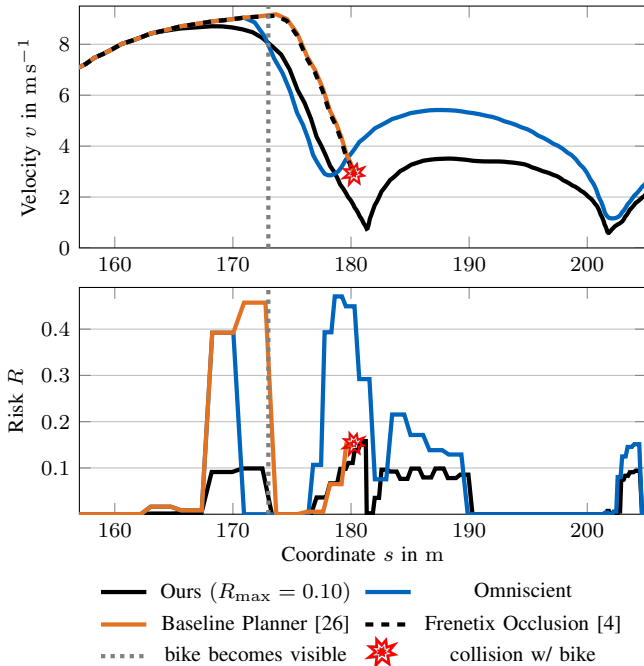 8
6
4
2
0
Velocity v in m s⁻¹
160 170 180 190 200
0.4
0.3
0.2
0.1
Risk R
160 170 180 190 200
Coordinate s in m
Ours (R_max = 0.10) Omniscient
Baseline Planner [26] Frenetix Occlusion [4]
bike becomes visible collision w/ bike